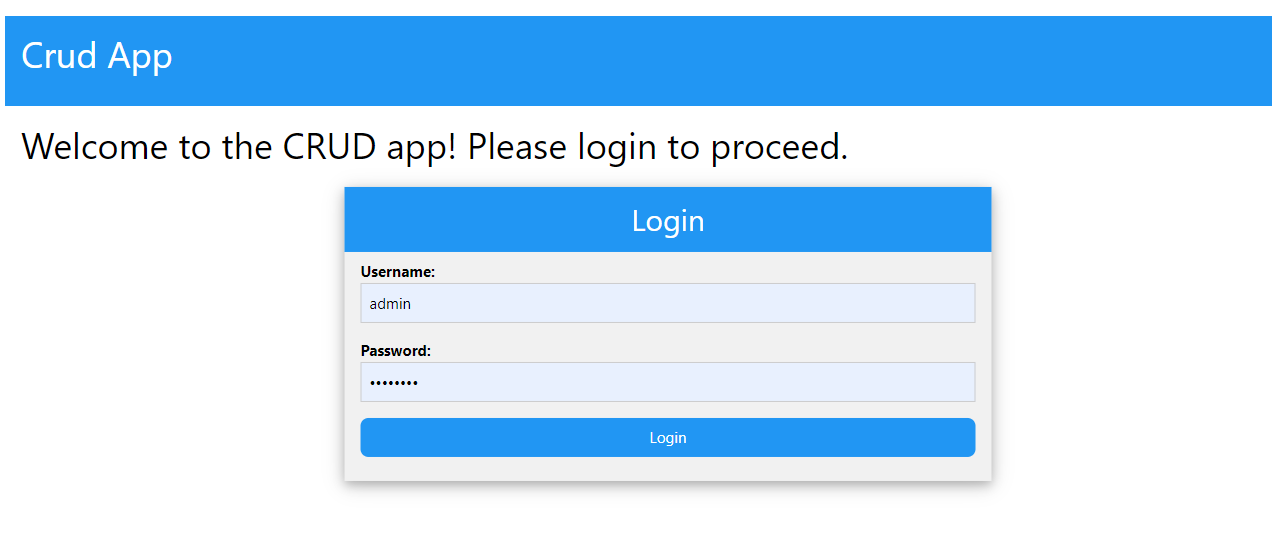 Crud App
Welcome to the CRUD app! Please login to proceed.
Login
Username:
admin
Password:
••••••••
Login